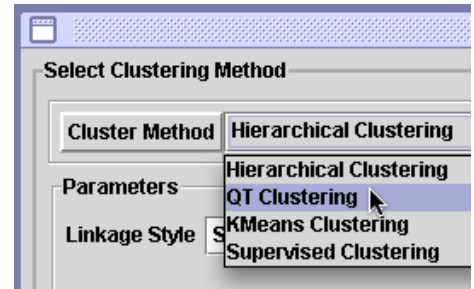 Select Clustering Method
Cluster Method Hierarchical Clustering
Hierarchical Clustering
Parameters
QT Clustering
Linkage Style S
KMeans Clustering
Supervised Clustering